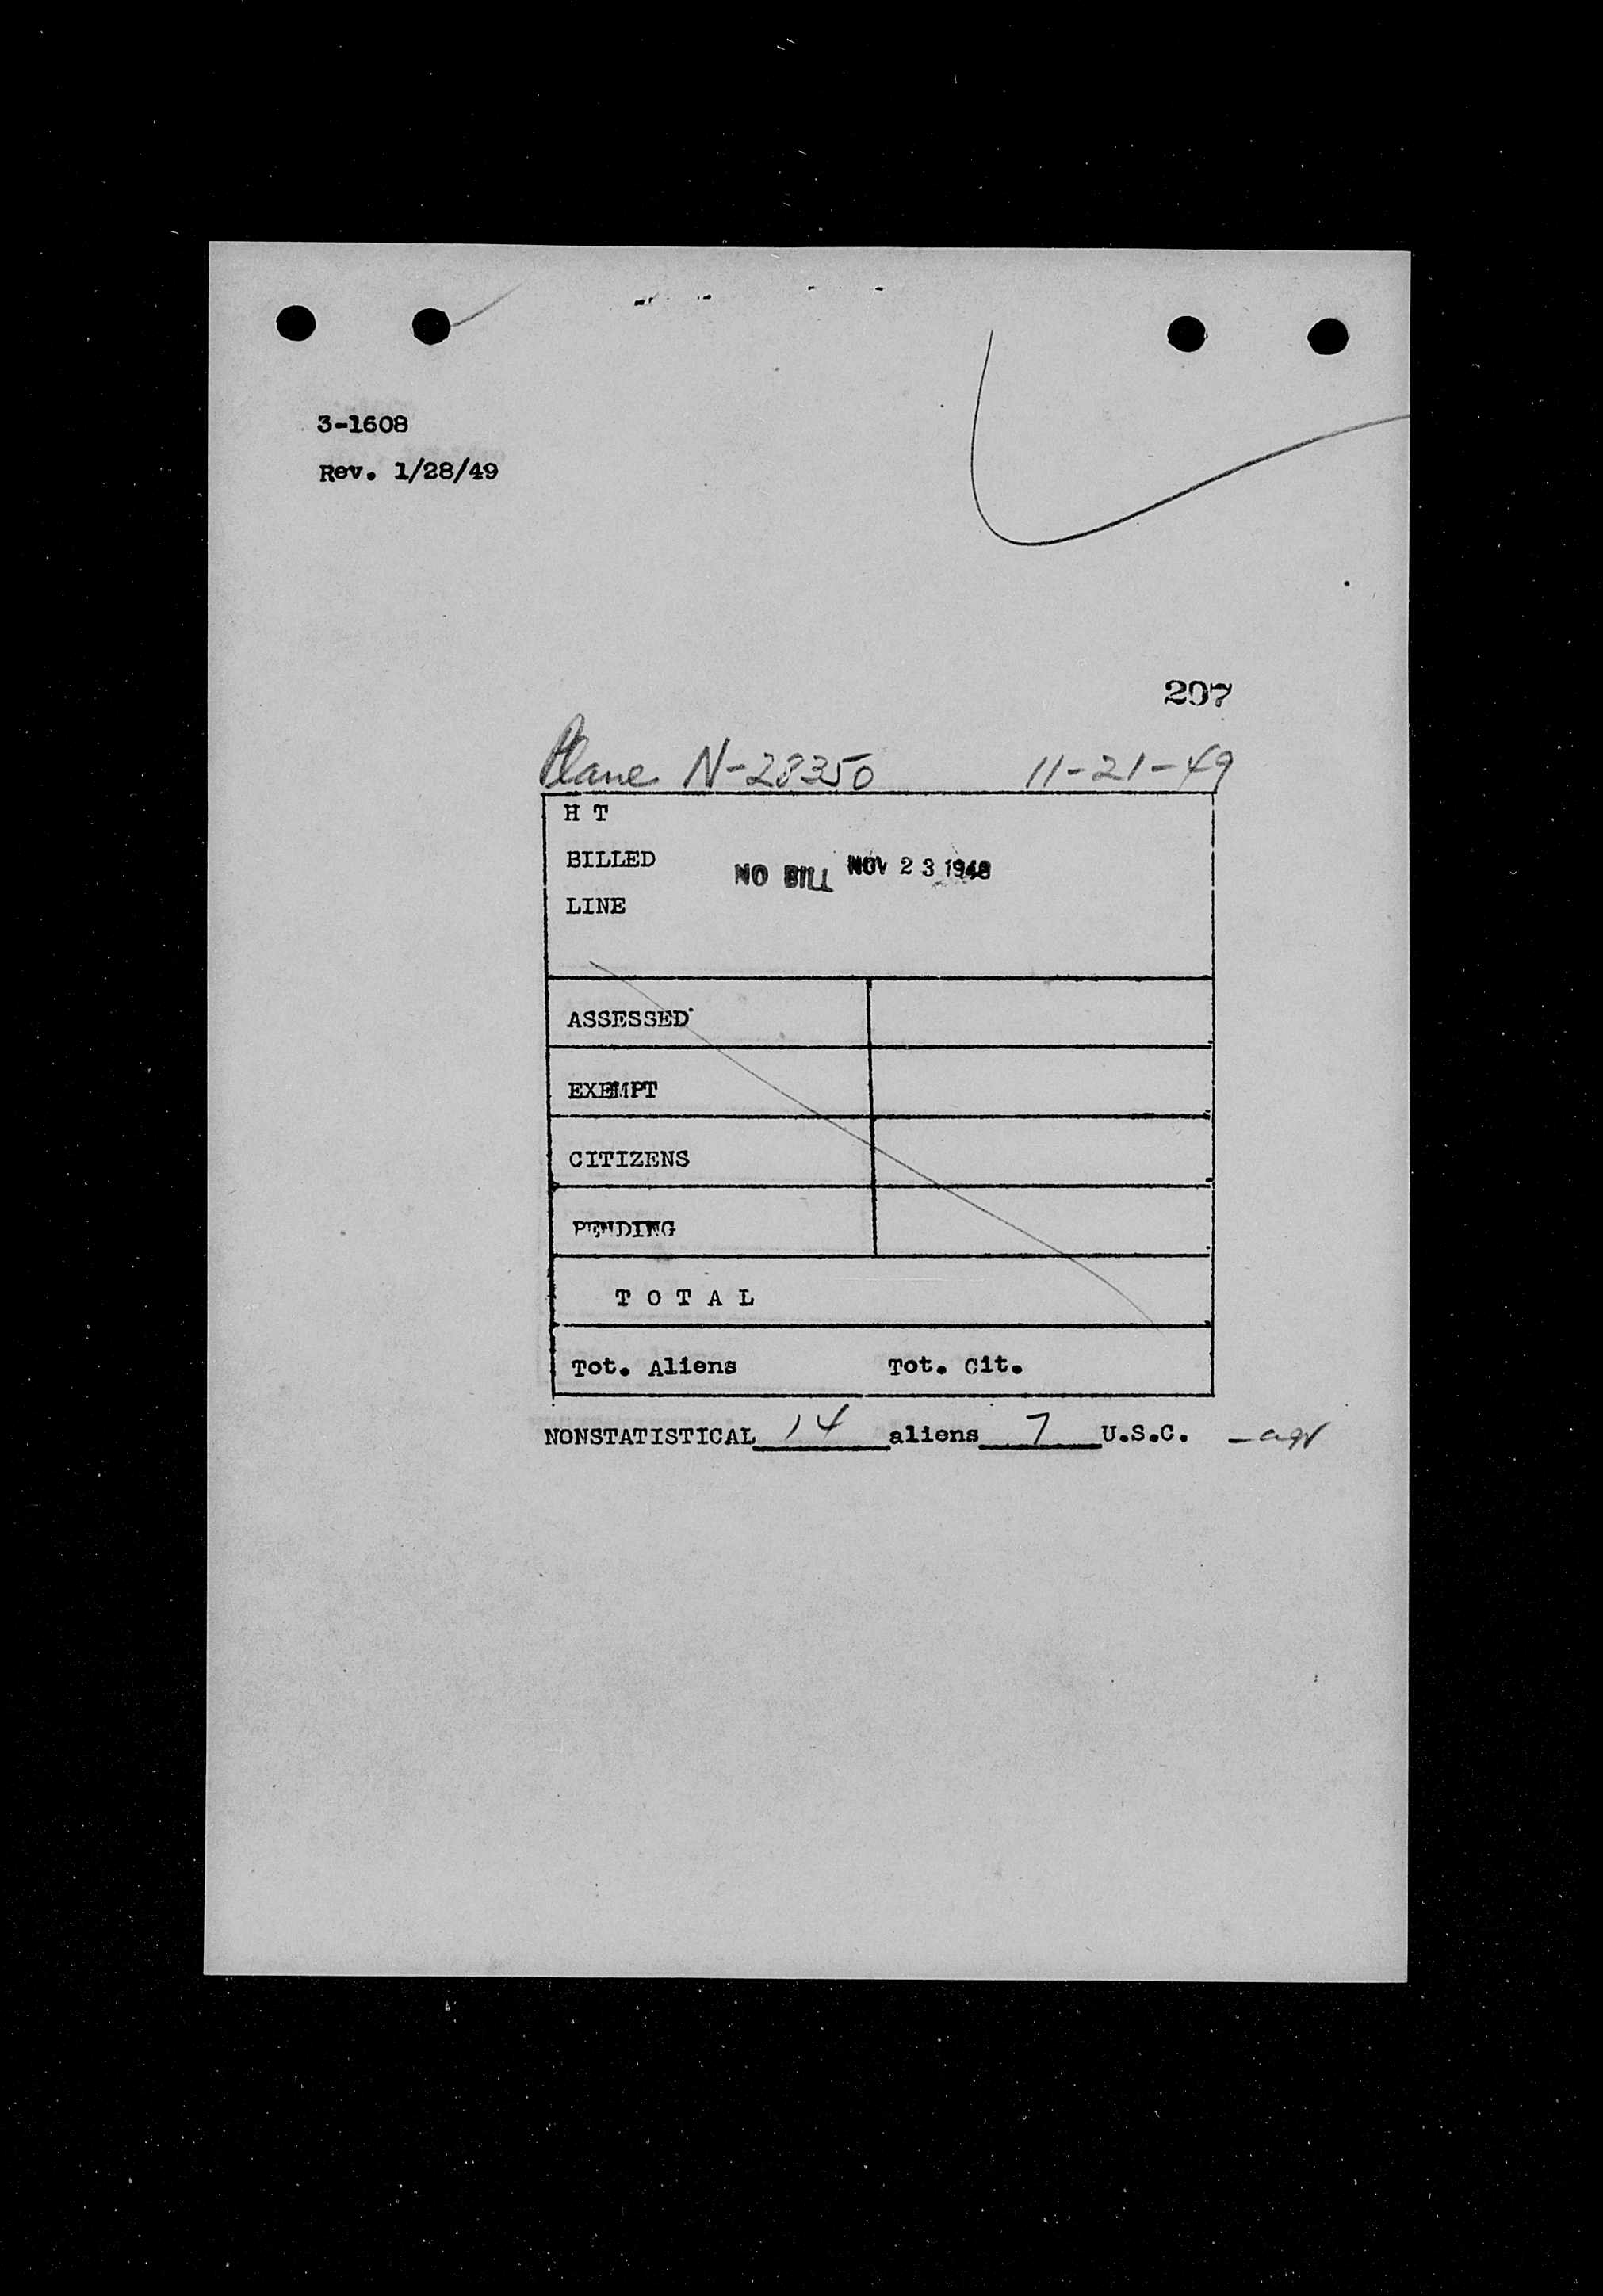 3-1608
Rev. 1/28/49
207
Plane N-28350 11-21-49
H T
BILLED
NO BILL NOV 23 1948
LINE
ASSESSED
EXEMPT
CITIZENS
PENDING
T O T A L
Tot. Aliens Tot. Cit.
NONSTATISTICAL 14 aliens 7 U.S.C.